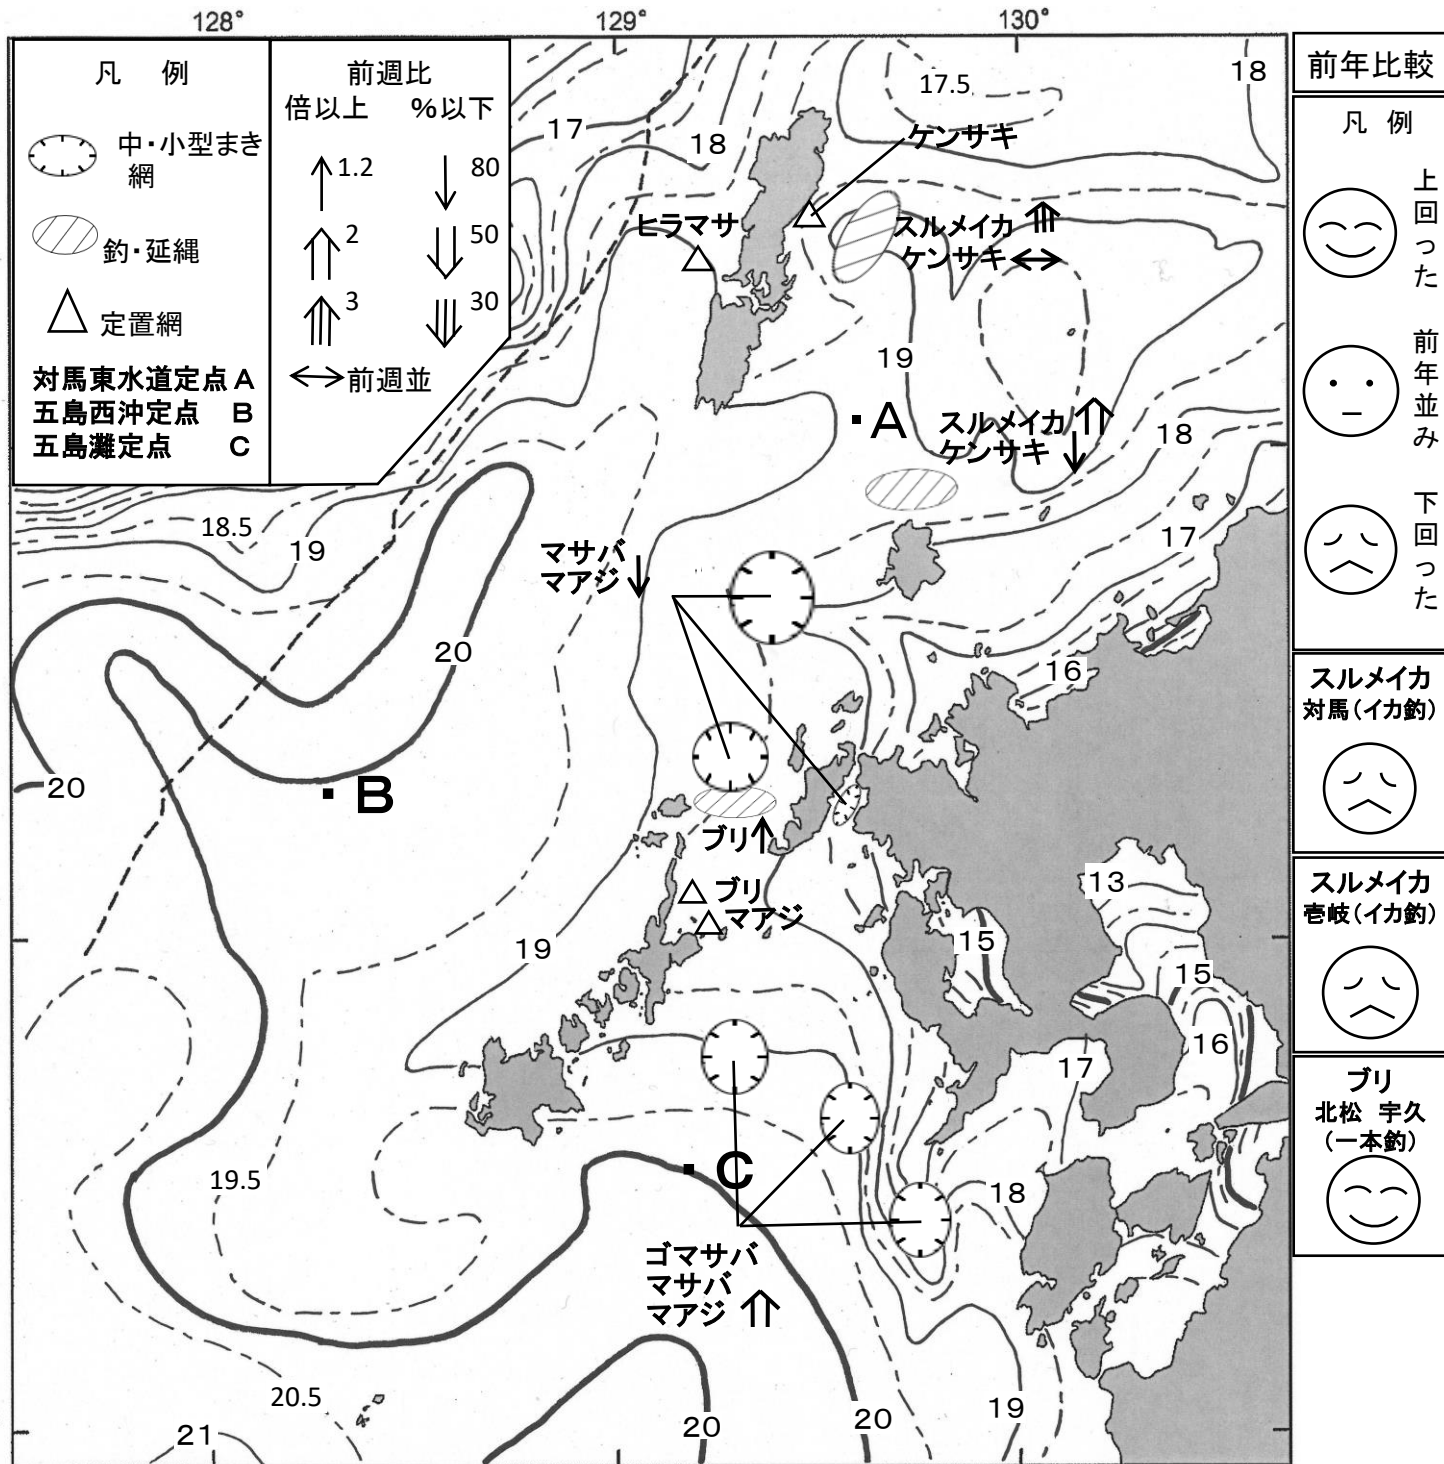 128°
129°
130°
凡 例
中・小型まき
網
釣・延縄
定置網
対馬東水道定点 A
五島西沖定点 B
五島灘定点 C
前週比
倍以上 %以下
1.2 80
2 50
3 30
前週並
前年比較
凡 例
上回った
前年並み
下回った
スルメイカ
対馬(イカ釣)
スルメイカ
壱岐(イカ釣)
ブリ
北松 宇久
(一本釣)
17.5
18
17
18
ケンサキ
ヒラマサ
スルメイカ
ケンサキ
19
A
スルメイカ
ケンサキ
18
18.5
19
17
マサバ
マアジ
20
16
20
B
ブリ
ブリ
マアジ
13
19
15
15
16
17
19.5
C
18
ゴマサバ
マサバ
マアジ
20.5
21
20
20
19